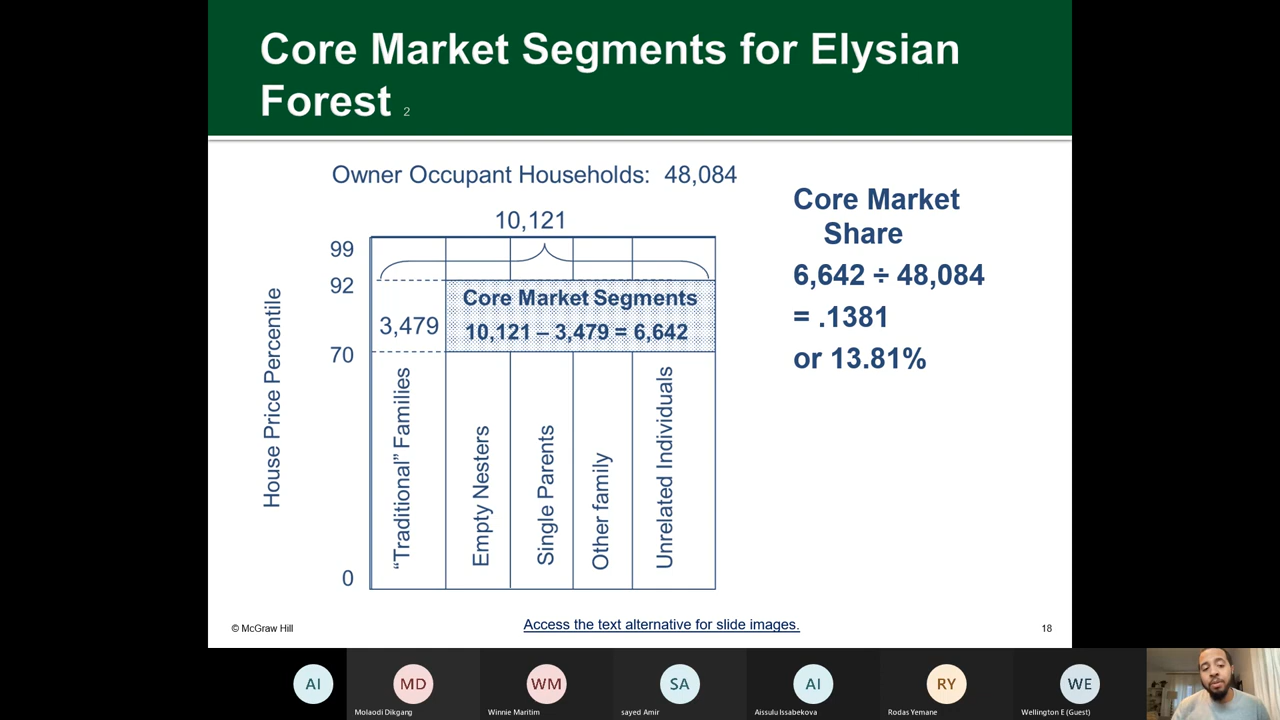 Core Market Segments for Elysian
Forest 2
Owner Occupant Households: 48,084
10,121
99
92
70
0
House Price Percentile
3,479
Core Market Segments
10,121 – 3,479 = 6,642
“Traditional” Families
Empty Nesters
Single Parents
Other family
Unrelated Individuals
Core Market
Share
6,642 ÷ 48,084
= .1381
or 13.81%
© McGraw Hill
Access the text alternative for slide images.
18
AI
MD
WM
SA
AI
RY
WE
Molaodi Dikgang
Winnie Maritim
sayed Amir
Aissulu Issabekova
Rodas Yemane
Wellington E (Guest)